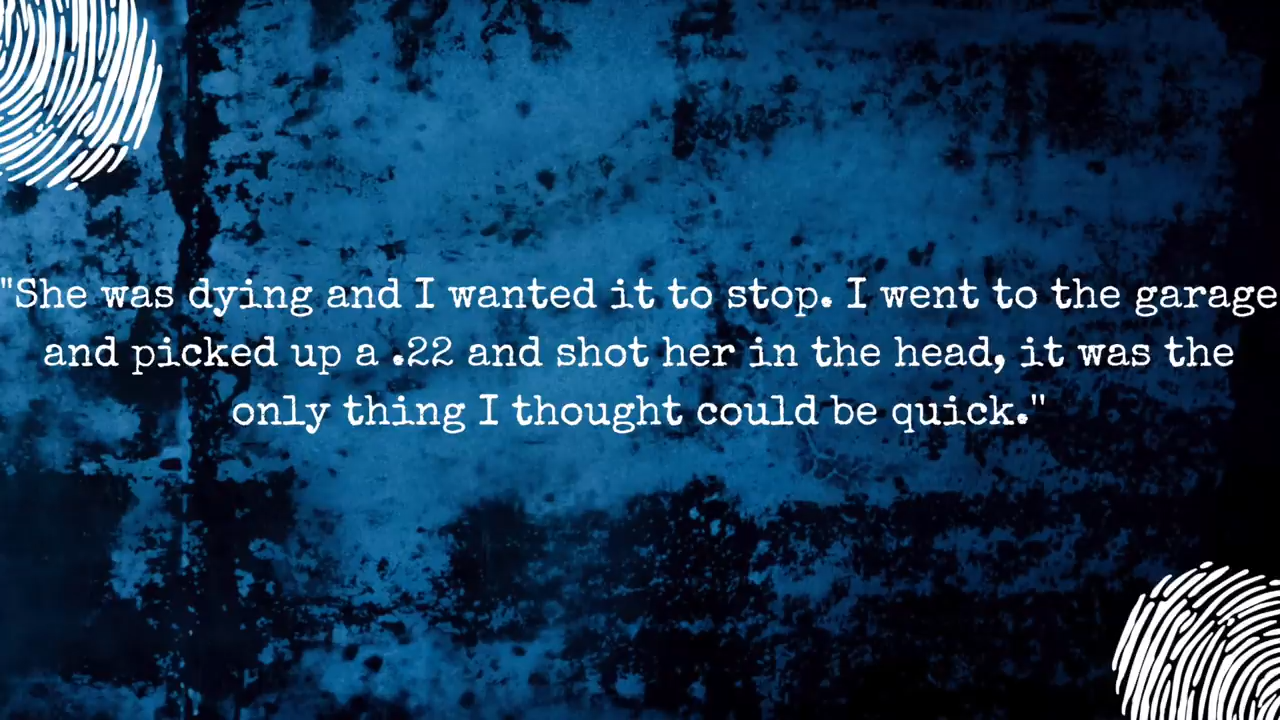 "She was dying and I wanted it to stop. I went to the garage
and picked up a .22 and shot her in the head, it was the
only thing I thought could be quick."